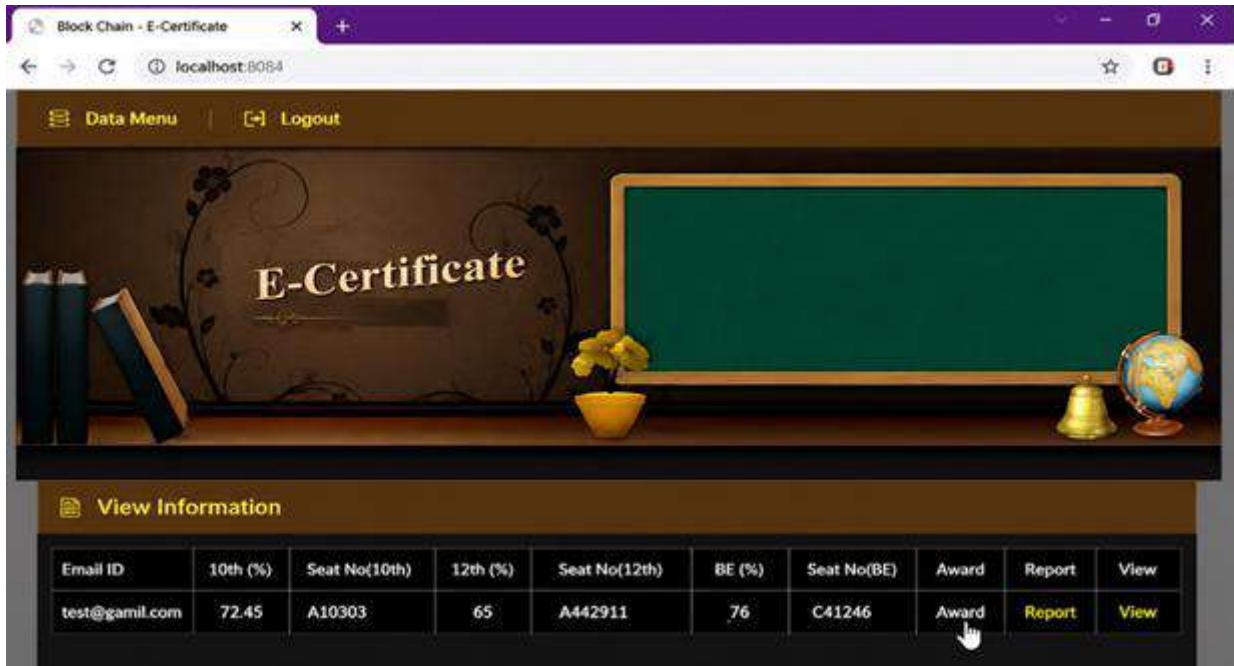 Block Chain - E-Certificate
localhost:8084
Data Menu | Logout
E-Certificate
View Information
Email ID 10th (%) Seat No(10th) 12th (%) Seat No(12th) BE (%) Seat No(BE) Award Report View
test@gamil.com 72.45 A10303 65 A442911 76 C41246 Award Report View